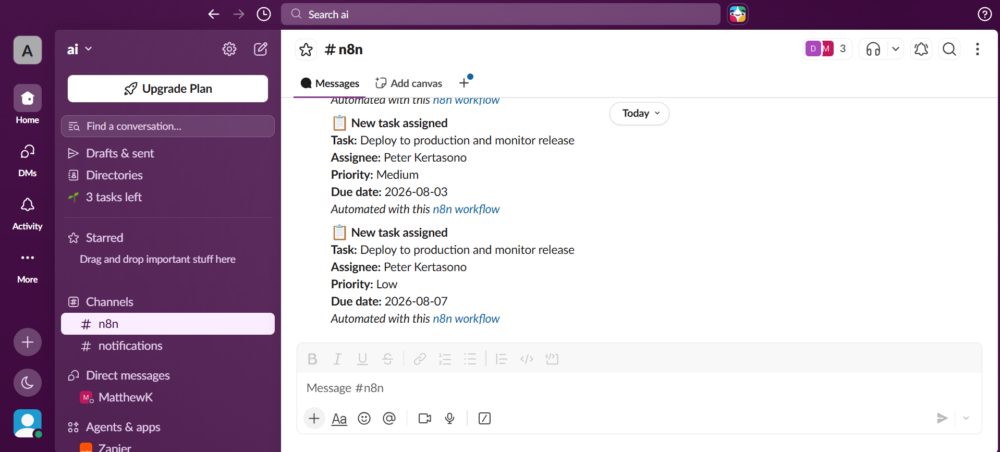 Search ai
A
ai
Upgrade Plan
Home
Find a conversation...
DMs
Drafts & sent
Directories
3 tasks left
Activity
Starred
Drag and drop important stuff here
More
Channels
# n8n
# notifications
Direct messages
M
MatthewK
Agents & apps
Zapier
# n8n
D
M
3
Messages
Add canvas
Automated with this n8n workflow
Today
📋 New task assigned
Task: Deploy to production and monitor release
Assignee: Peter Kertasono
Priority: Medium
Due date: 2026-08-03
Automated with this n8n workflow
📋 New task assigned
Task: Deploy to production and monitor release
Assignee: Peter Kertasono
Priority: Low
Due date: 2026-08-07
Automated with this n8n workflow
Message #n8n
Aa